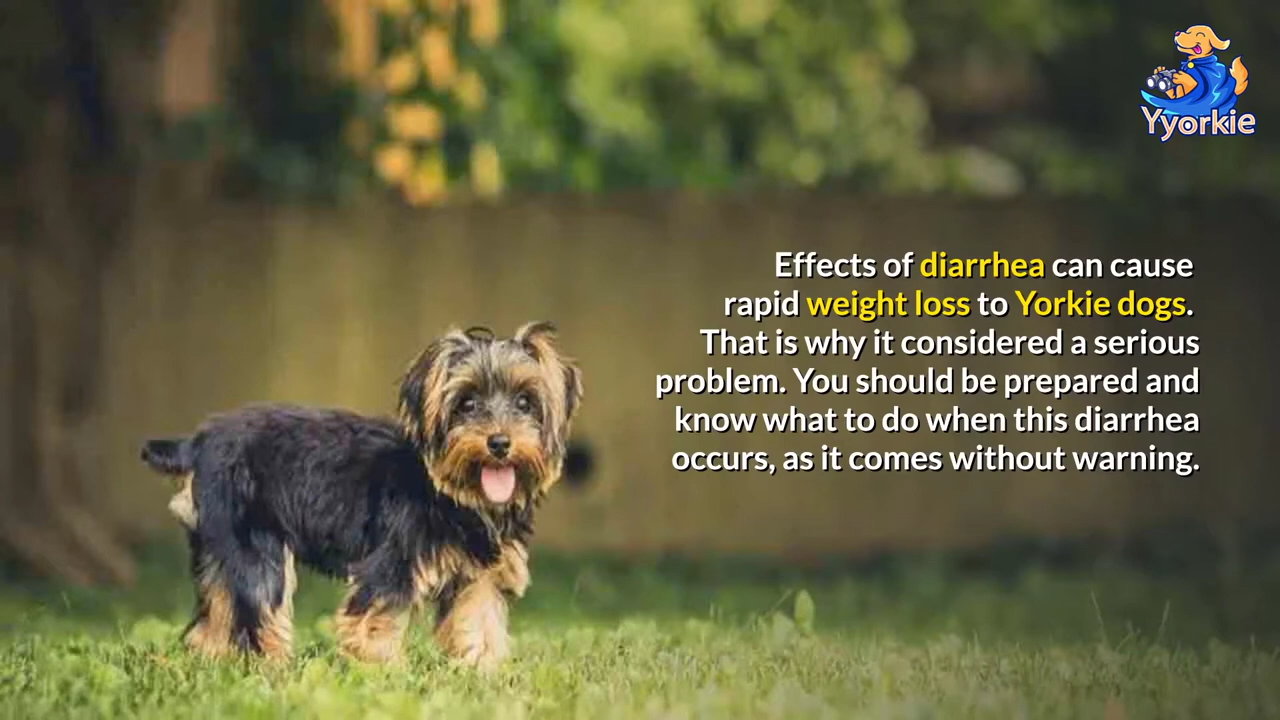 Yyorkie
Effects of diarrhea can cause
rapid weight loss to Yorkie dogs.
That is why it considered a serious
problem. You should be prepared and
know what to do when this diarrhea
occurs, as it comes without warning.